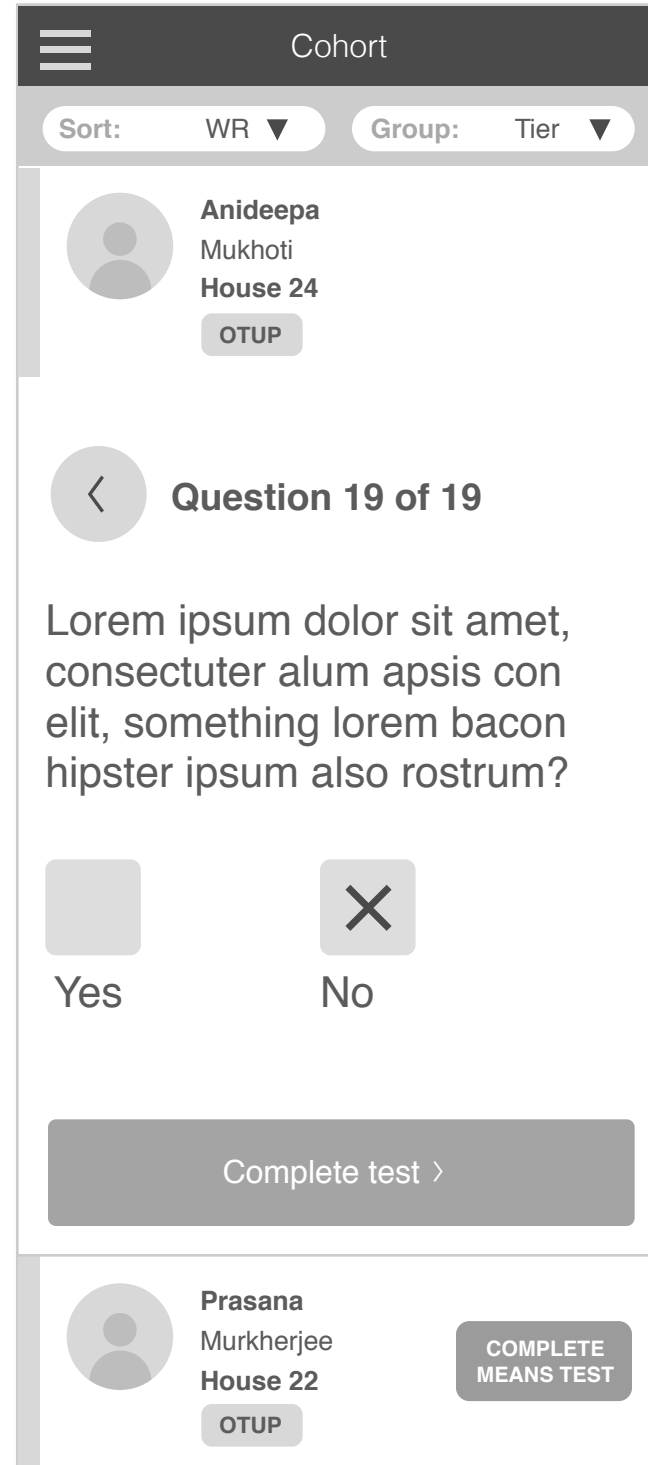 Cohort
Sort: WR ▼ Group: Tier ▼
Anideepa
Mukhoti
House 24
OTUP
Question 19 of 19
Lorem ipsum dolor sit amet,
consectuter alum apsis con
elit, something lorem bacon
hipster ipsum also rostrum?
Yes No
Complete test 〉
Prasana
Murkherjee
House 22
OTUP
COMPLETE
MEANS TEST